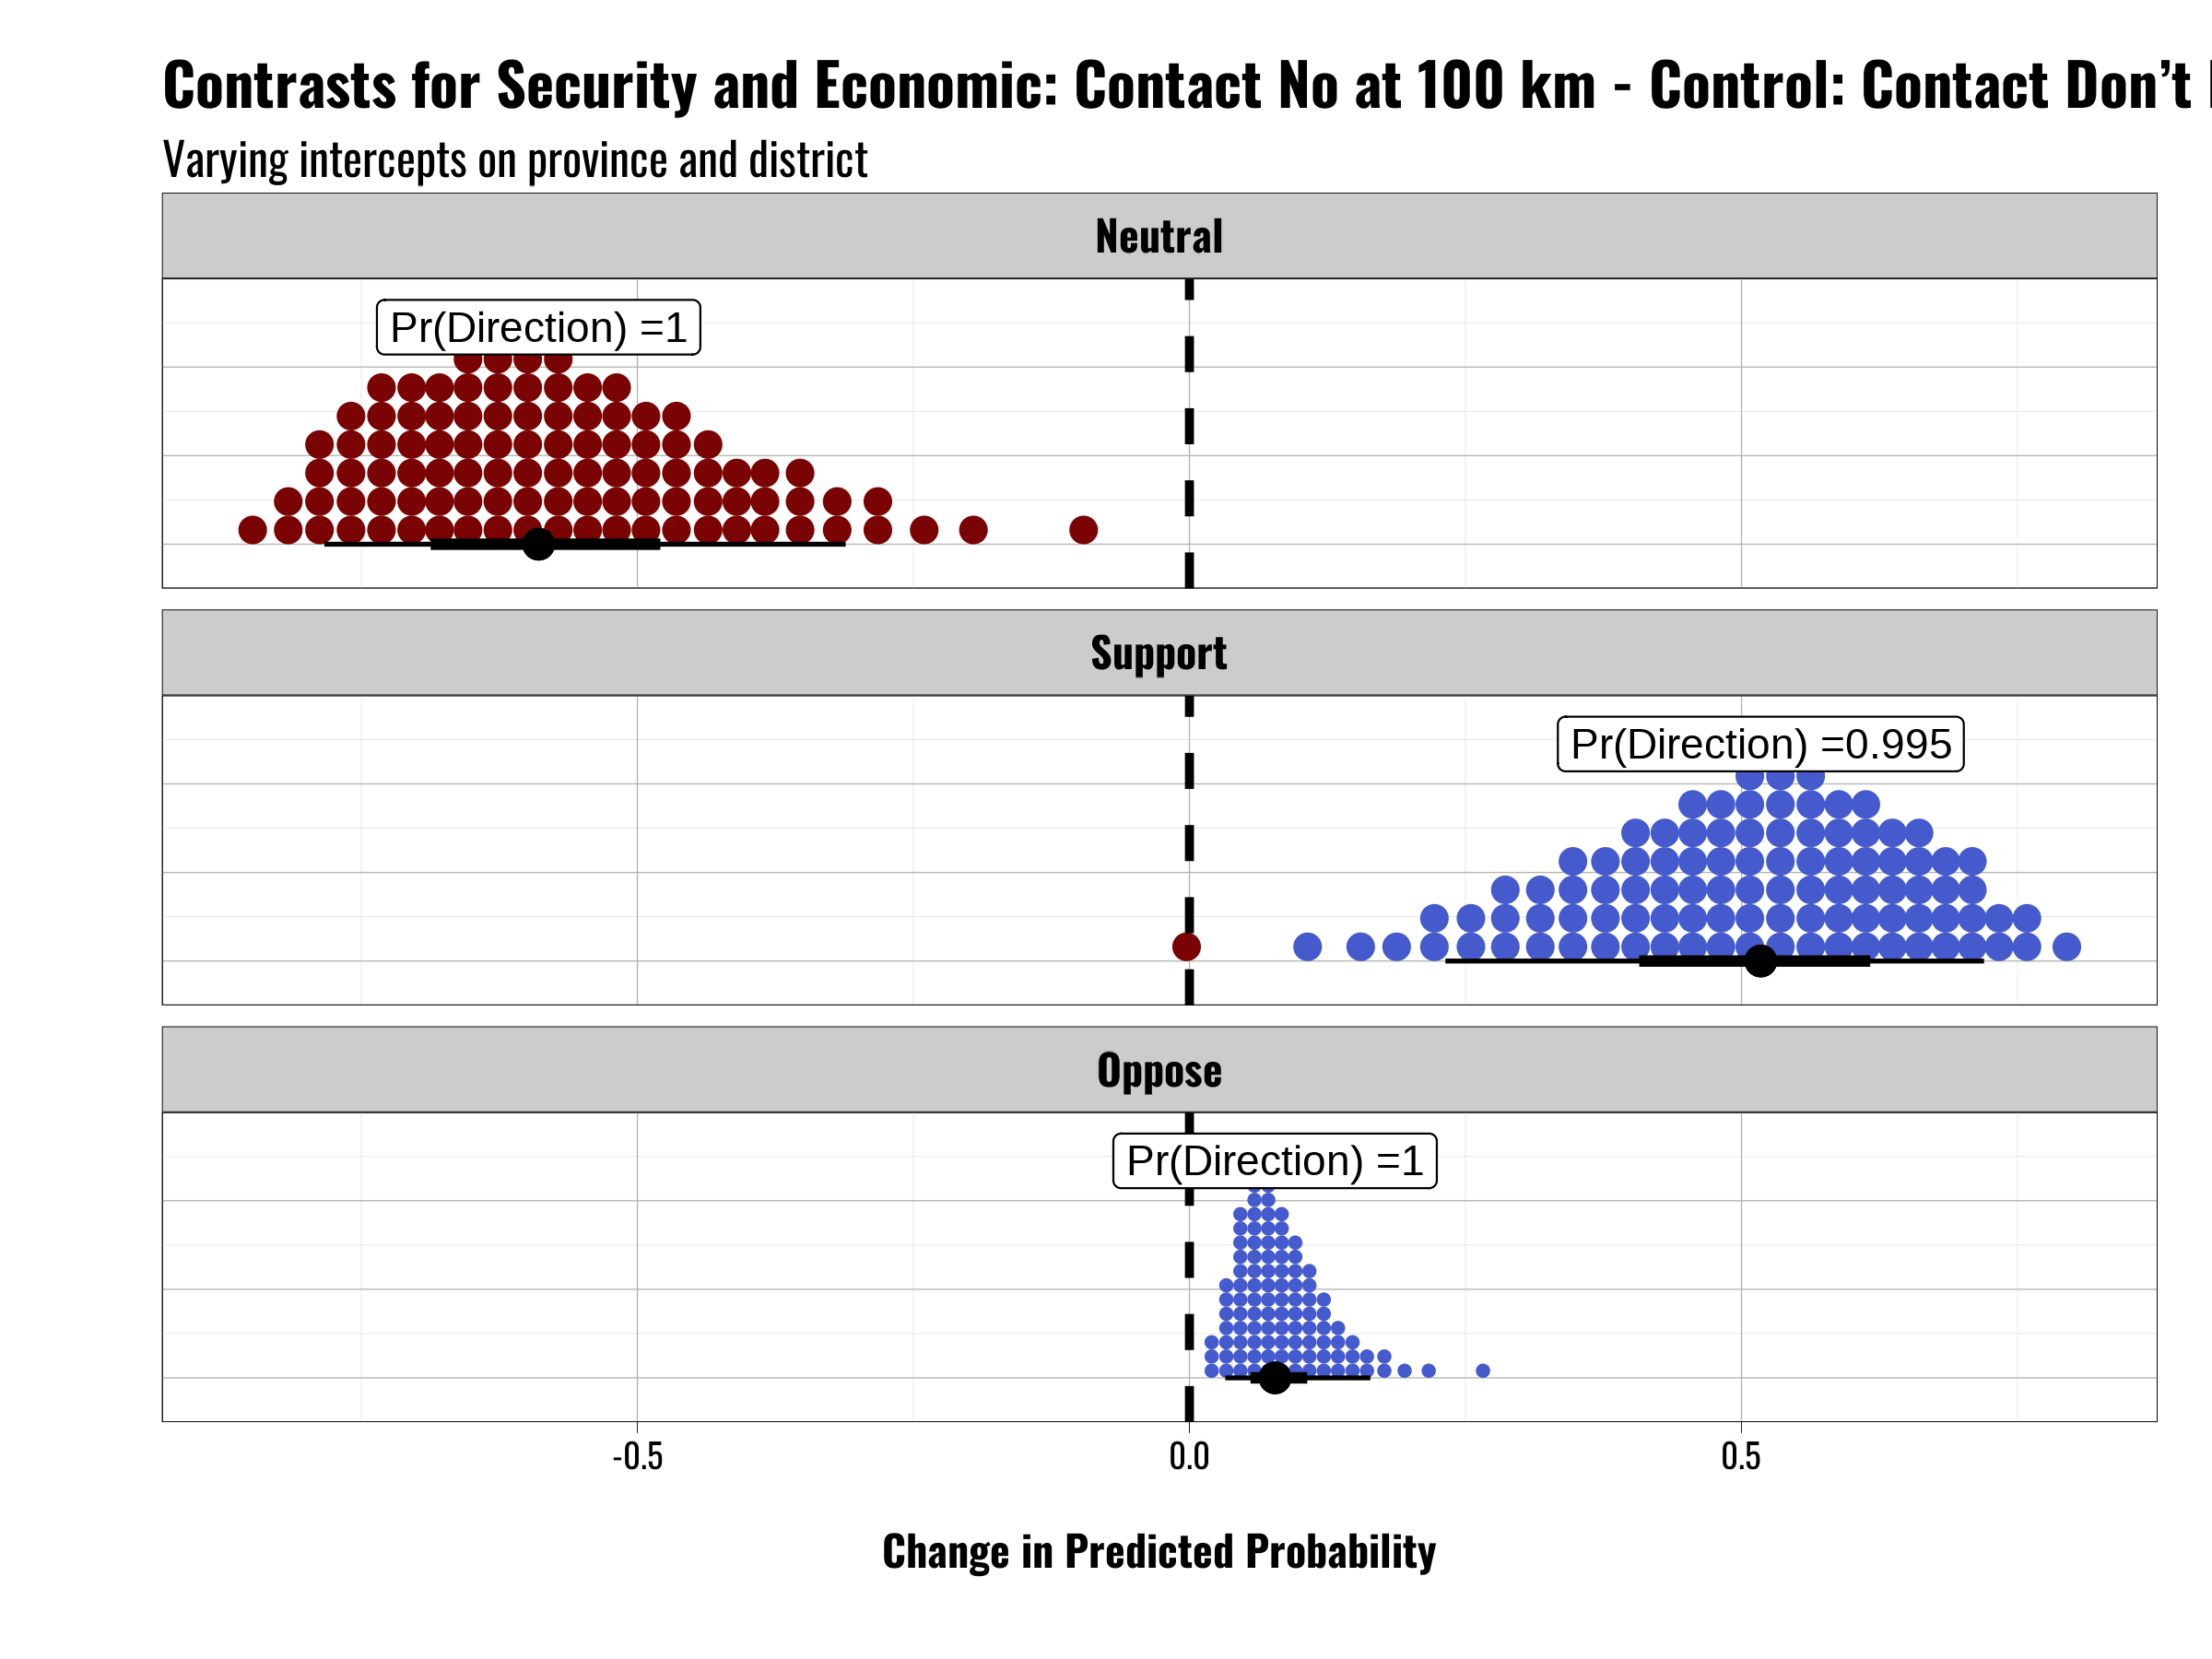 Contrasts for Security and Economic: Contact No at 100 km - Control: Contact Don’t
Varying intercepts on province and district
Neutral
Pr(Direction) =1
Support
Pr(Direction) =0.995
Oppose
Pr(Direction) =1
-0.5 0.0 0.5
Change in Predicted Probability